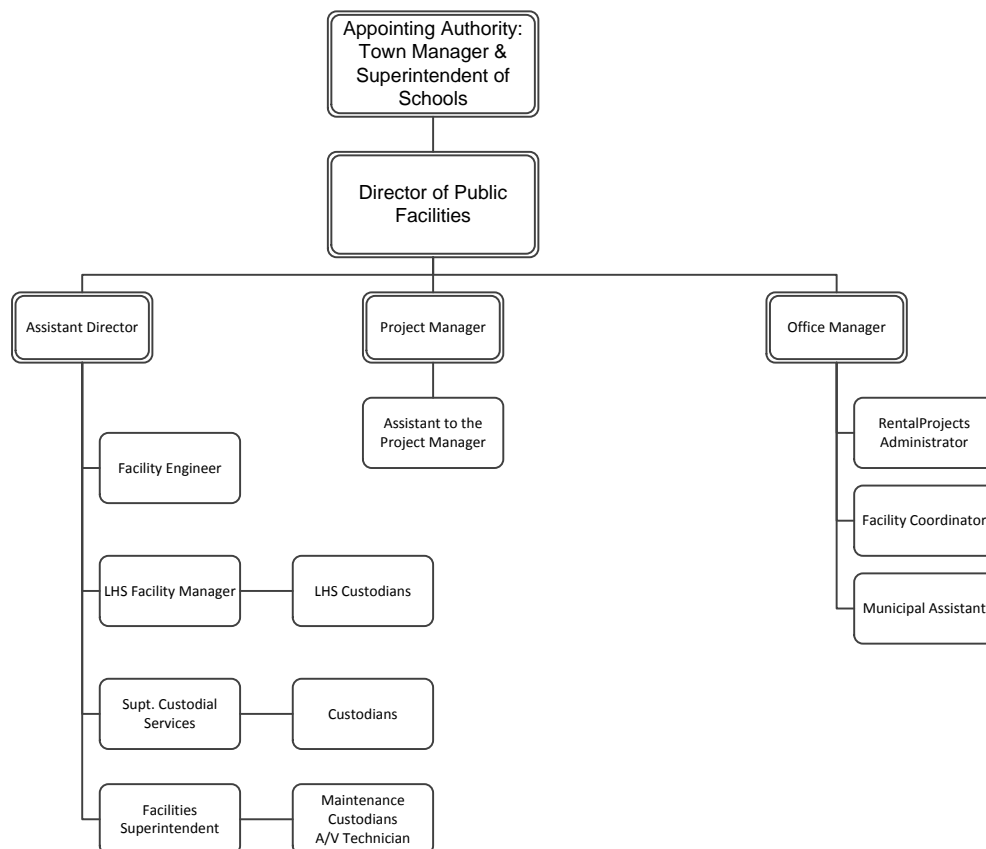 Appointing Authority:
Town Manager &
Superintendent of
Schools
Director of Public
Facilities
Assistant Director
Project Manager
Office Manager
Assistant to the
Project Manager
RentalProjects
Administrator
Facility Engineer
Facility Coordinator
LHS Facility Manager
LHS Custodians
Municipal Assistant
Supt. Custodial
Services
Custodians
Facilities
Superintendent
Maintenance
Custodians
A/V Technician